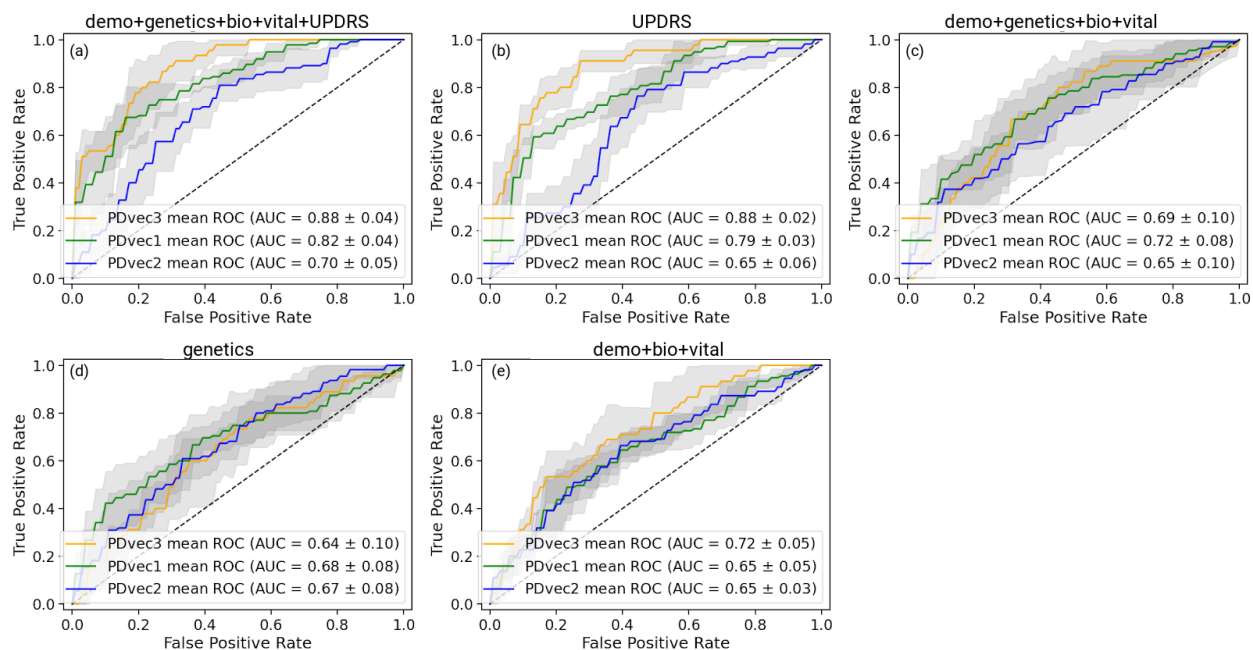 demo+genetics+bio+vital+UPDRS
(a)
True Positive Rate
1.0
0.8
0.6
0.4
0.2
0.0
PDvec3 mean ROC (AUC = 0.88 ± 0.04)
PDvec1 mean ROC (AUC = 0.82 ± 0.04)
PDvec2 mean ROC (AUC = 0.70 ± 0.05)
0.0 0.2 0.4 0.6 0.8 1.0
False Positive Rate
UPDRS
(b)
True Positive Rate
1.0
0.8
0.6
0.4
0.2
0.0
PDvec3 mean ROC (AUC = 0.88 ± 0.02)
PDvec1 mean ROC (AUC = 0.79 ± 0.03)
PDvec2 mean ROC (AUC = 0.65 ± 0.06)
0.0 0.2 0.4 0.6 0.8 1.0
False Positive Rate
demo+genetics+bio+vital
(c)
True Positive Rate
1.0
0.8
0.6
0.4
0.2
0.0
PDvec3 mean ROC (AUC = 0.69 ± 0.10)
PDvec1 mean ROC (AUC = 0.72 ± 0.08)
PDvec2 mean ROC (AUC = 0.65 ± 0.10)
0.0 0.2 0.4 0.6 0.8 1.0
False Positive Rate
genetics
(d)
True Positive Rate
1.0
0.8
0.6
0.4
0.2
0.0
PDvec3 mean ROC (AUC = 0.64 ± 0.10)
PDvec1 mean ROC (AUC = 0.68 ± 0.08)
PDvec2 mean ROC (AUC = 0.67 ± 0.08)
0.0 0.2 0.4 0.6 0.8 1.0
False Positive Rate
demo+bio+vital
(e)
True Positive Rate
1.0
0.8
0.6
0.4
0.2
0.0
PDvec3 mean ROC (AUC = 0.72 ± 0.05)
PDvec1 mean ROC (AUC = 0.65 ± 0.05)
PDvec2 mean ROC (AUC = 0.65 ± 0.03)
0.0 0.2 0.4 0.6 0.8 1.0
False Positive Rate